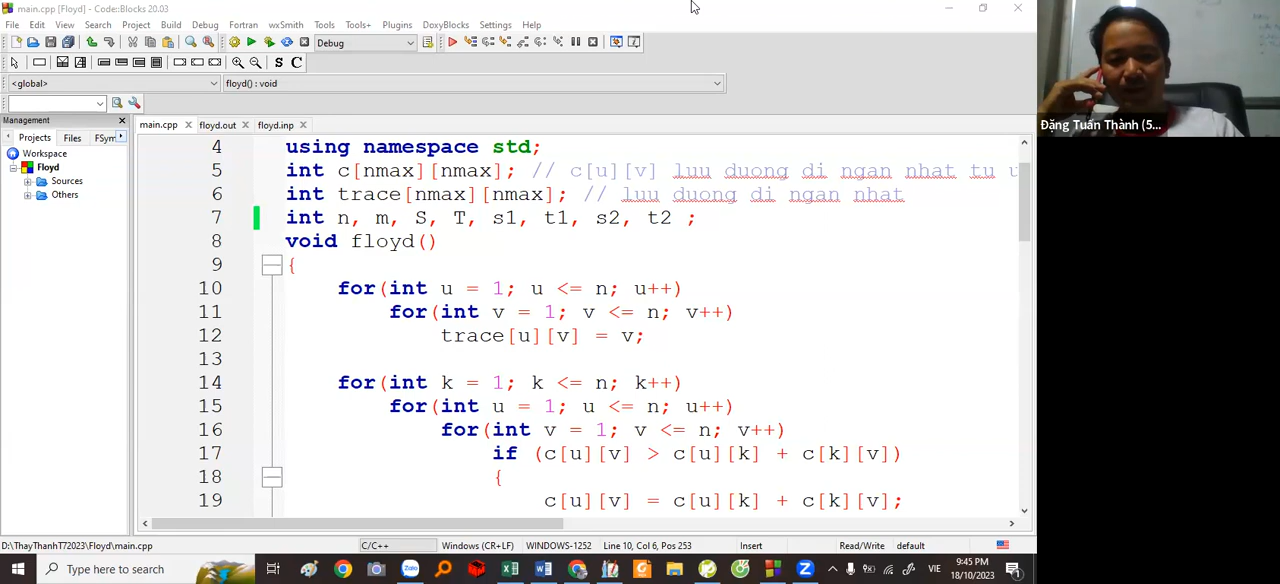 main.cpp [Floyd] - Code::Blocks 20.03
File Edit View Search Project Build Debug Fortran wxSmith Tools Tools+ Plugins DoxyBlocks Settings Help
Debug
S C
<global>
floyd() : void
Management
Projects Files FSym
Workspace
Floyd
Sources
Others
main.cpp floyd.out floyd.inp
4 using namespace std;
5 int c[nmax][nmax]; // c[u][v] luu duong di ngan nhat tu u
6 int trace[nmax][nmax]; // luu duong di ngan nhat
7 int n, m, S, T, s1, t1, s2, t2 ;
8 void floyd()
9 {
10 for(int u = 1; u <= n; u++)
11 for(int v = 1; v <= n; v++)
12 trace[u][v] = v;
13
14 for(int k = 1; k <= n; k++)
15 for(int u = 1; u <= n; u++)
16 for(int v = 1; v <= n; v++)
17 if (c[u][v] > c[u][k] + c[k][v])
18 {
19 c[u][v] = c[u][k] + c[k][v];
D:\ThayThanhT72023\Floyd\main.cpp C/C++ Windows (CR+LF) WINDOWS-1252 Line 10, Col 6, Pos 253 Insert Read/Write default
Type here to search
Zalo
VIE
9:45 PM
18/10/2023
Đặng Tuấn Thành (5...